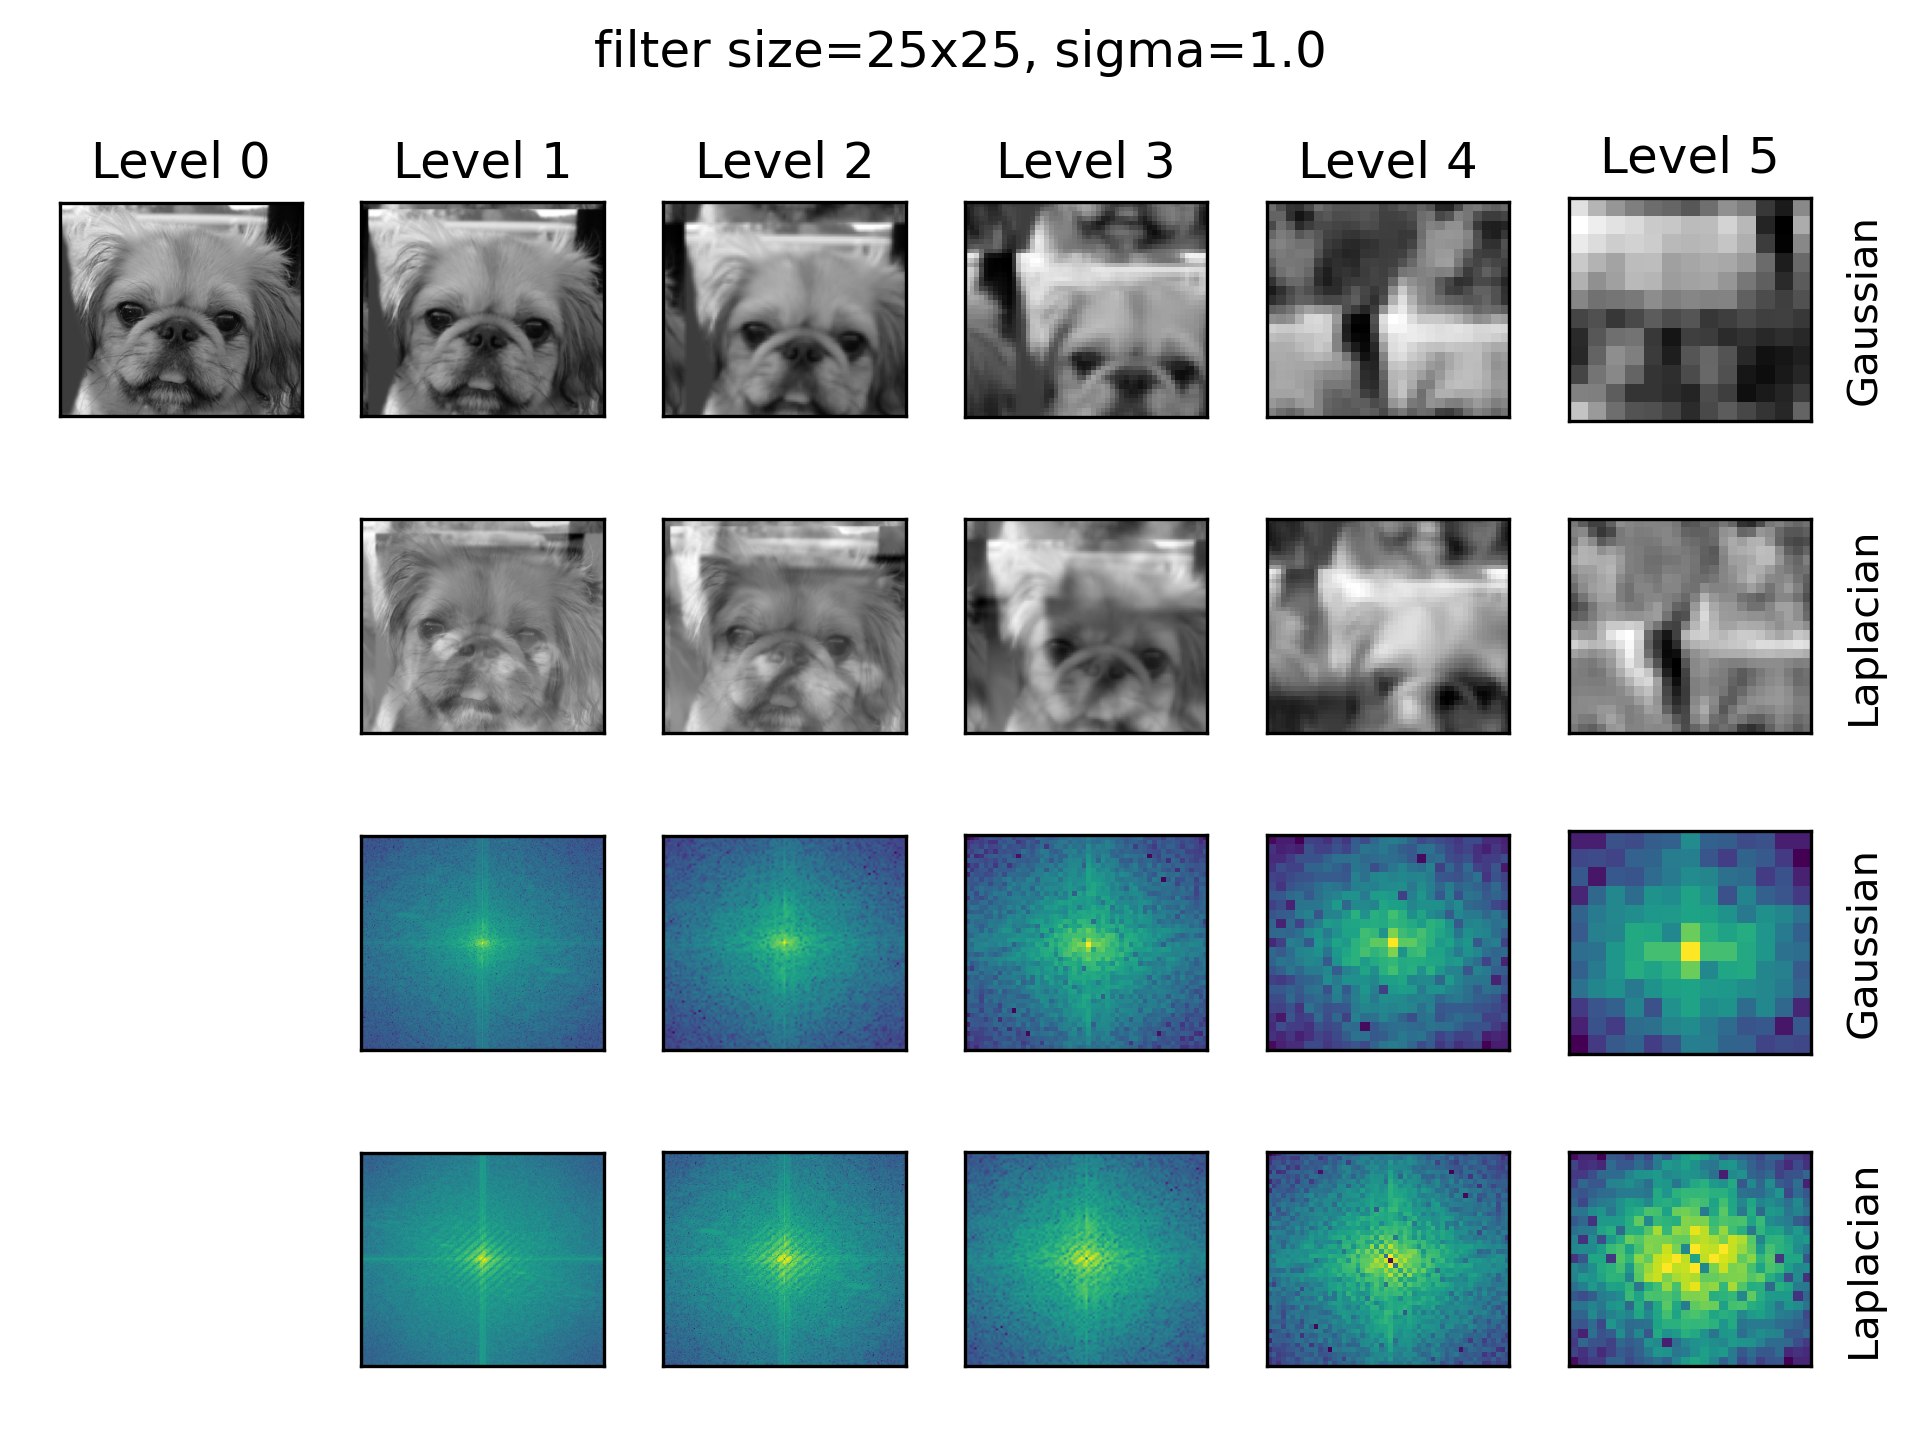 filter size=25x25, sigma=1.0
Level 0
Level 1
Level 2
Level 3
Level 4
Level 5
Gaussian
Laplacian
Gaussian
Laplacian